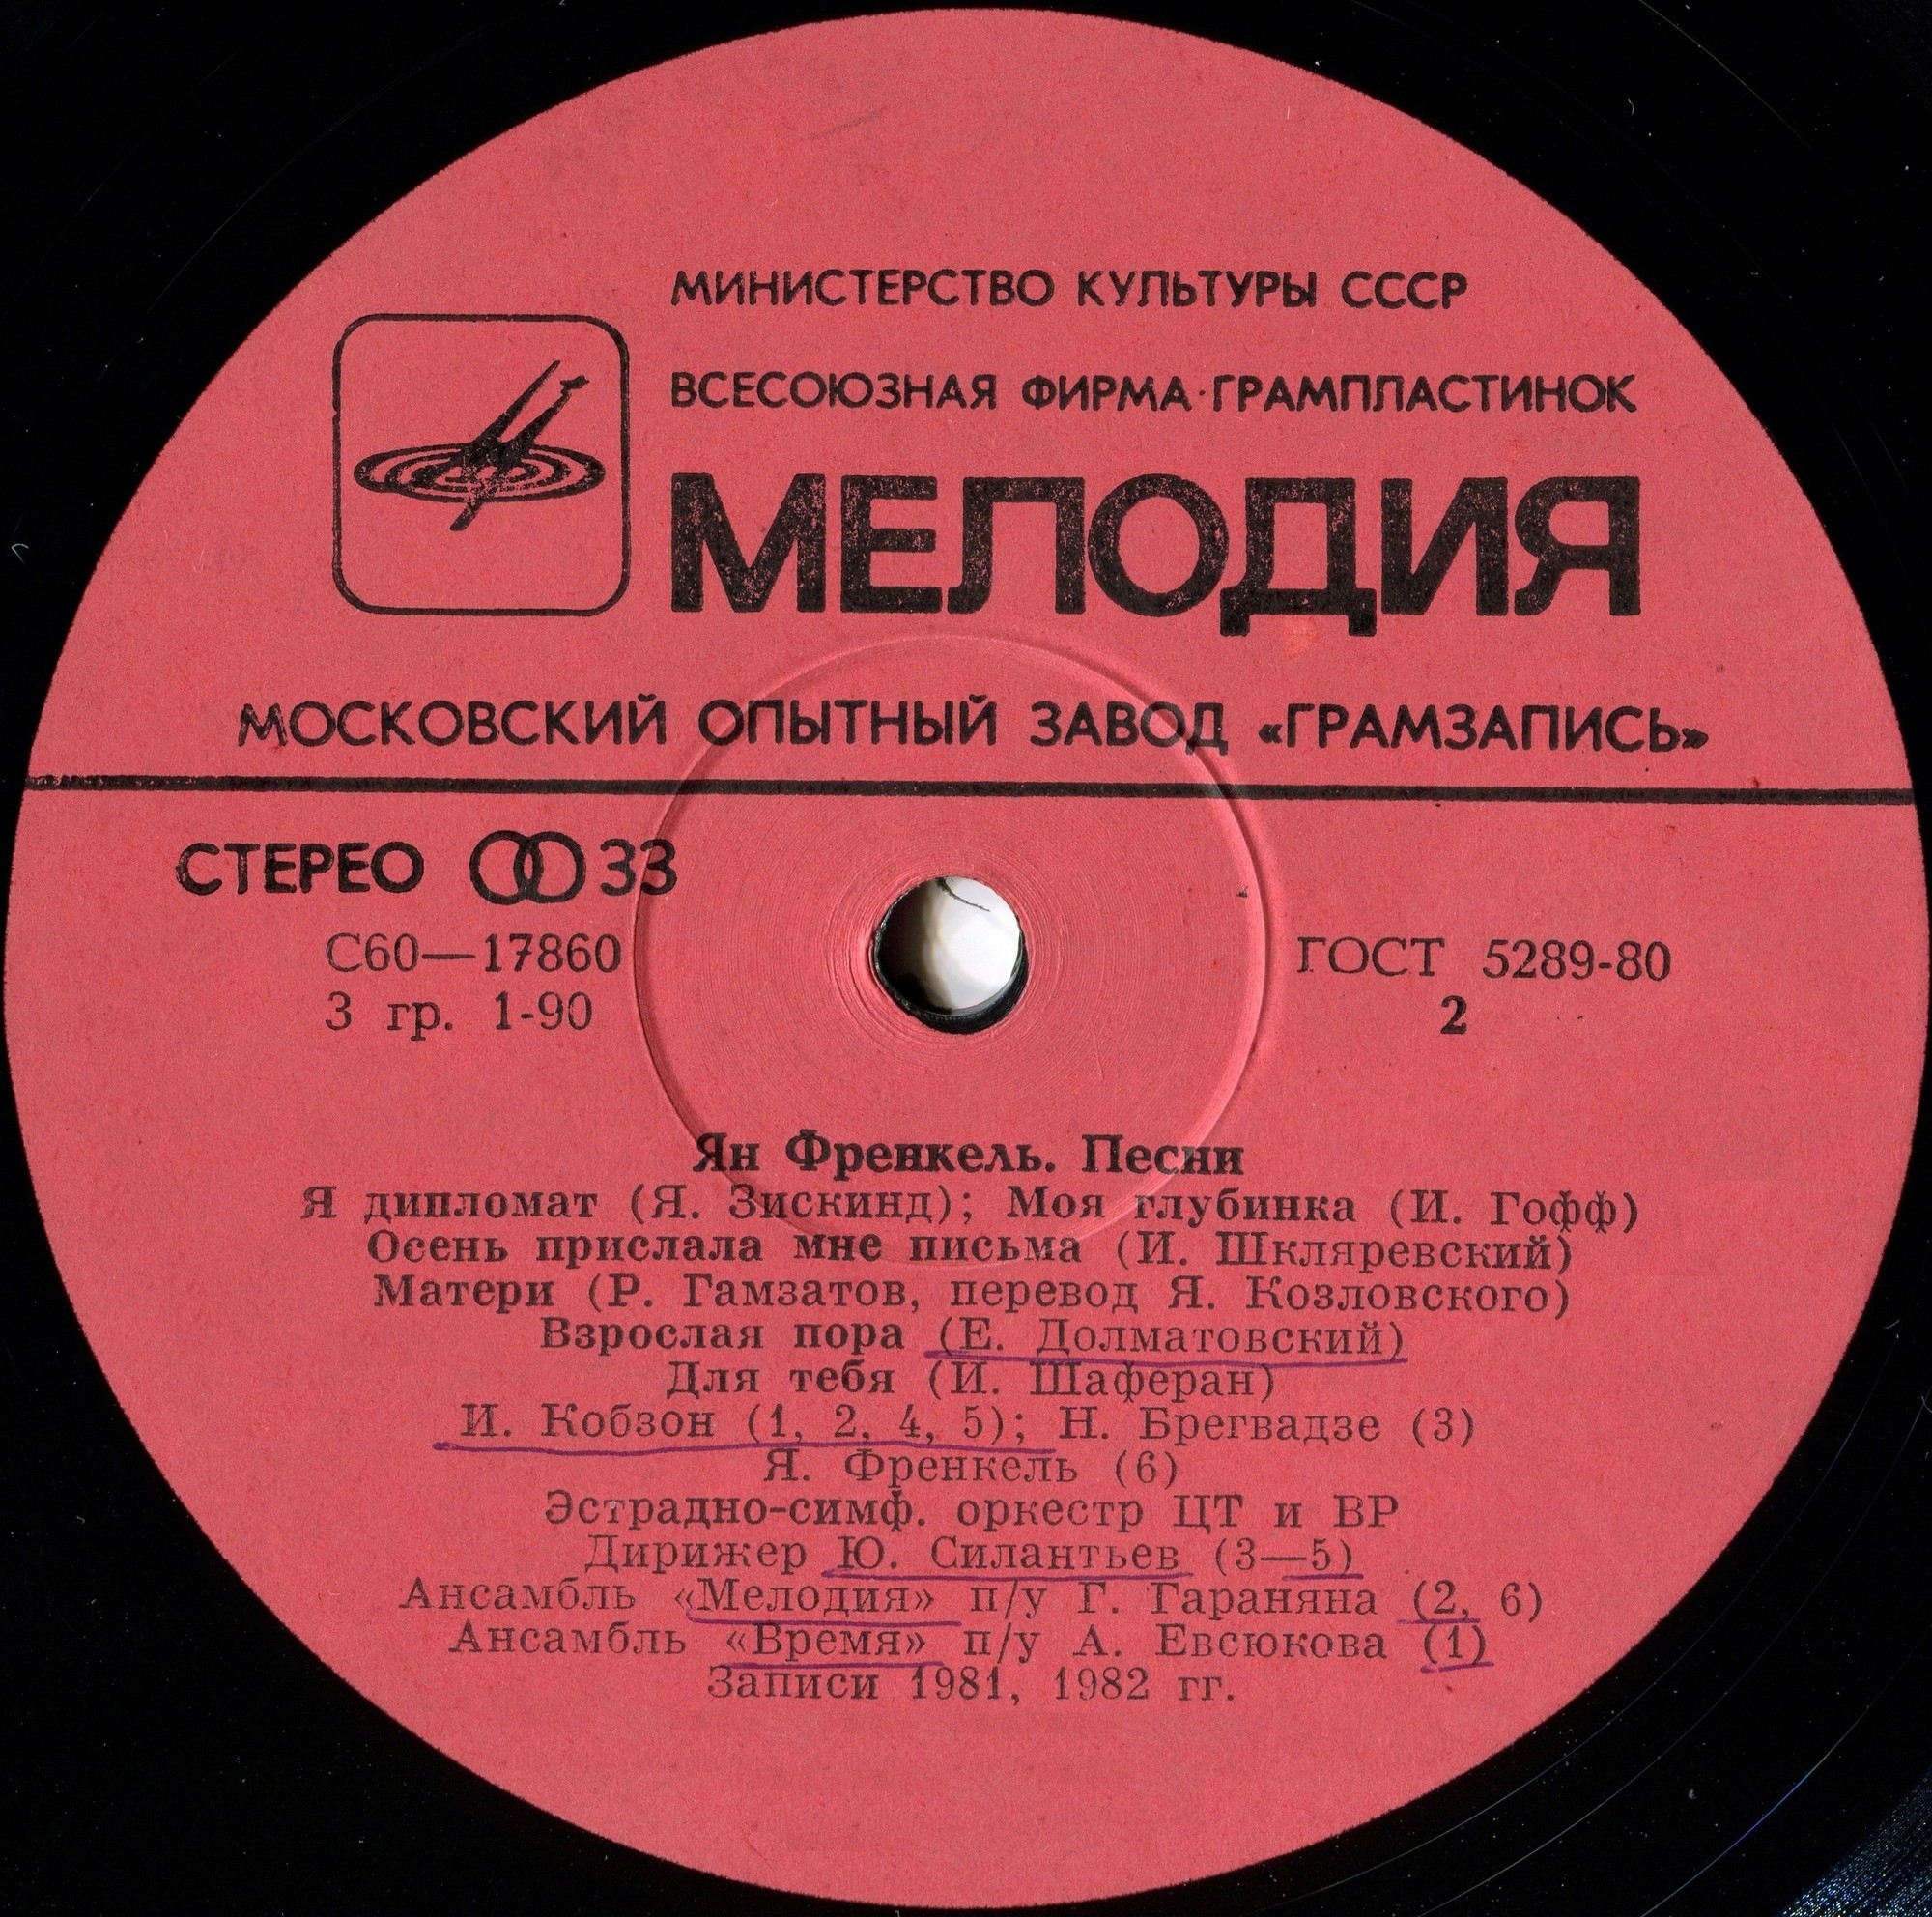 МИНИСТЕРСТВО КУЛЬТУРЫ СССР
ВСЕСОЮЗНАЯ ФИРМА·ГРАМПЛАСТИНОК
МЕЛОДИЯ
МОСКОВСКИЙ ОПЫТНЫЙ ЗАВОД «ГРАМЗАПИСЬ»
СТЕРЕО 33
С60—17860
3 гр. 1-90
ГОСТ 5289-80
2
Ян Френкель. Песни
Я дипломат (Я. Зискинд); Моя глубинка (И. Гофф)
Осень прислала мне письма (И. Шкляревский)
Матери (Р. Гамзатов, перевод Я. Козловского)
Взрослая пора (Е. Долматовский)
Для тебя (И. Шаферан)
И. Кобзон (1, 2, 4, 5); Н. Брегвадзе (3)
Я. Френкель (6)
Эстрадно-симф. оркестр ЦТ и ВР
Дирижер Ю. Силантьев (3—5)
Ансамбль «Мелодия» п/у Г. Гараняна (2, 6)
Ансамбль «Время» п/у А. Евсюкова (1)
Записи 1981, 1982 гг.